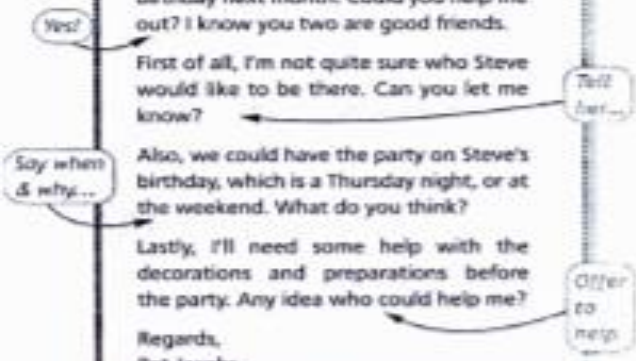 birthday next month. Could you help me
Yes!
out? I know you two are good friends.
First of all, I'm not quite sure who Steve
would like to be there. Can you let me
know?
Tell
her...
Say when
& why...
Also, we could have the party on Steve's
birthday, which is a Thursday night, or at
the weekend. What do you think?
Lastly, I'll need some help with the
decorations and preparations before
the party. Any idea who could help me?
Offer
to
help
Regards,